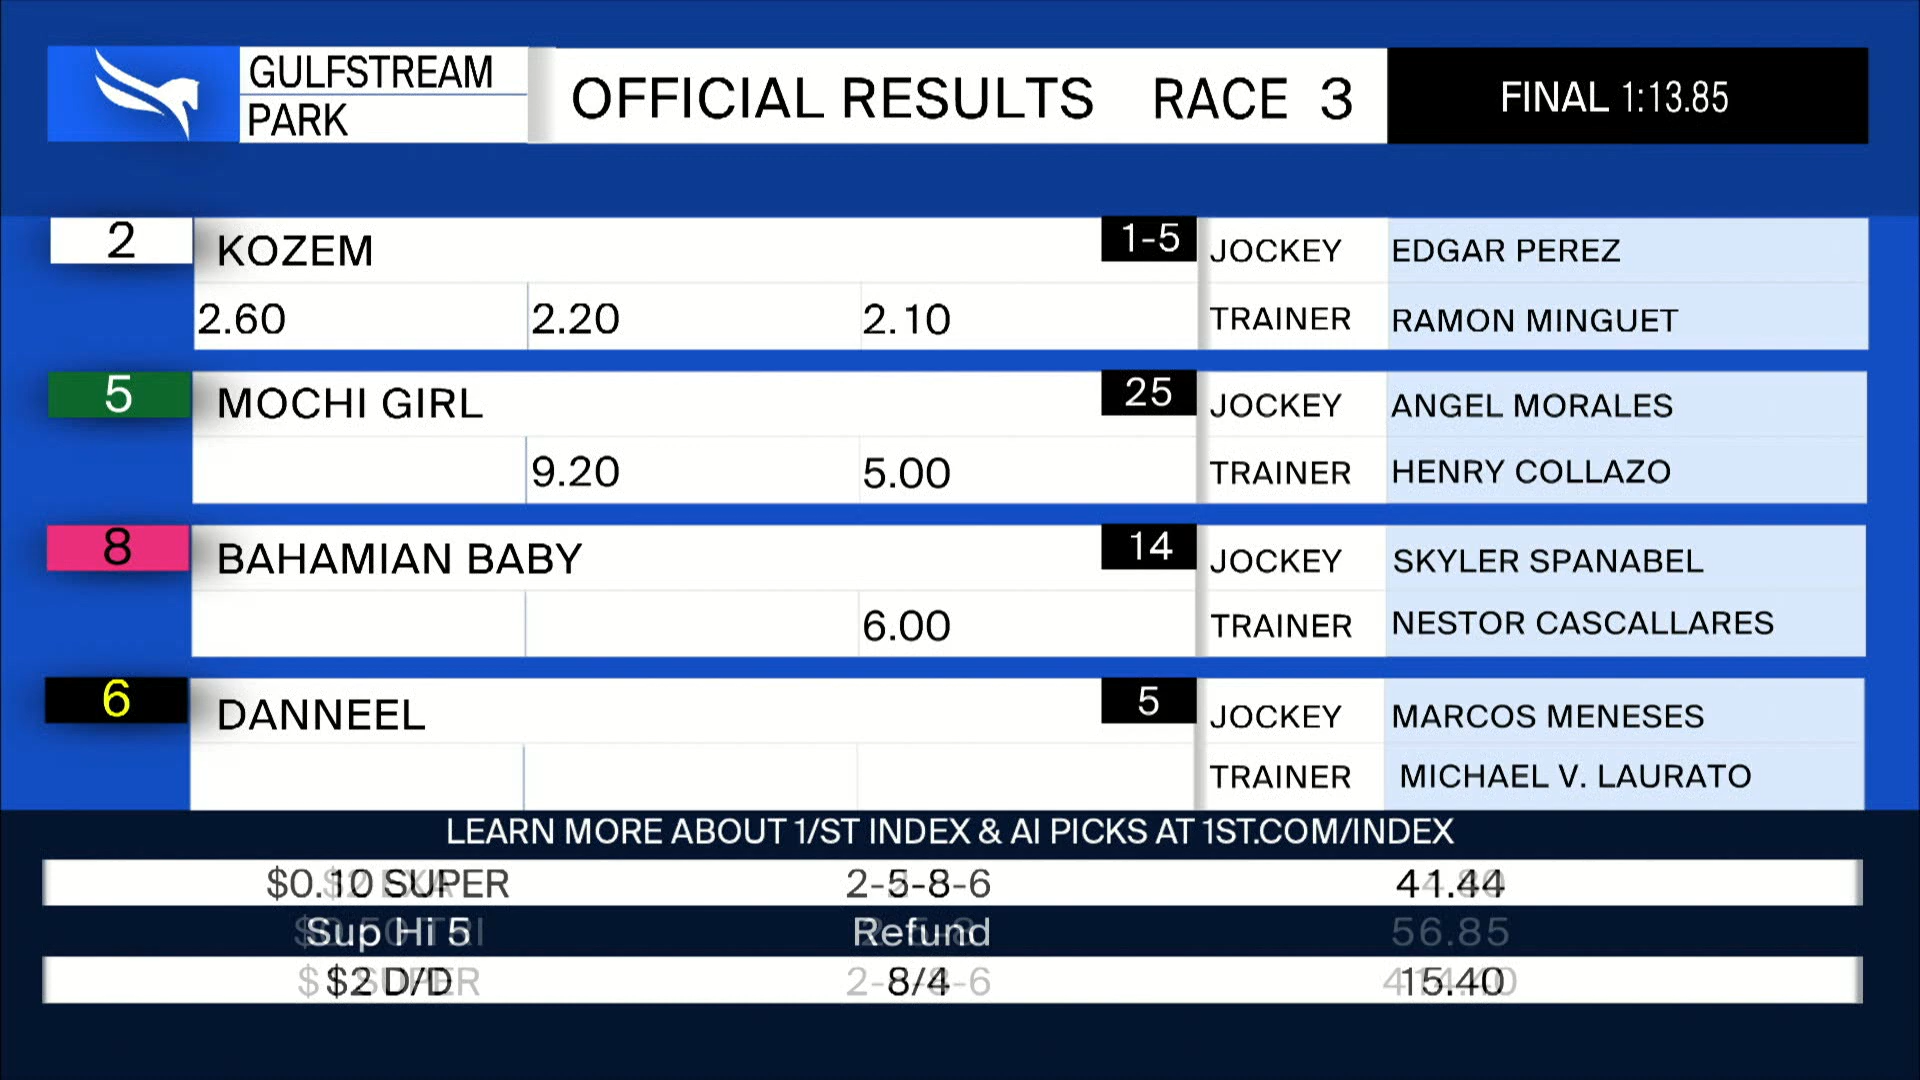 GULFSTREAM
PARK
OFFICIAL RESULTS RACE 3
FINAL 1:13.85
2 KOZEM 1-5 JOCKEY EDGAR PEREZ
2.60 2.20 2.10 TRAINER RAMON MINGUET
5 MOCHI GIRL 25 JOCKEY ANGEL MORALES
9.20 5.00 TRAINER HENRY COLLAZO
8 BAHAMIAN BABY 14 JOCKEY SKYLER SPANABEL
6.00 TRAINER NESTOR CASCALLARES
6 DANNEEL 5 JOCKEY MARCOS MENESES
TRAINER MICHAEL V. LAURATO
LEARN MORE ABOUT 1/ST INDEX & AI PICKS AT 1ST.COM/INDEX
$0.10 SUPER 2-5-8-6 41.44
Sup Hi 5 Refund 56.85
$2 D/D 8/4 15.40